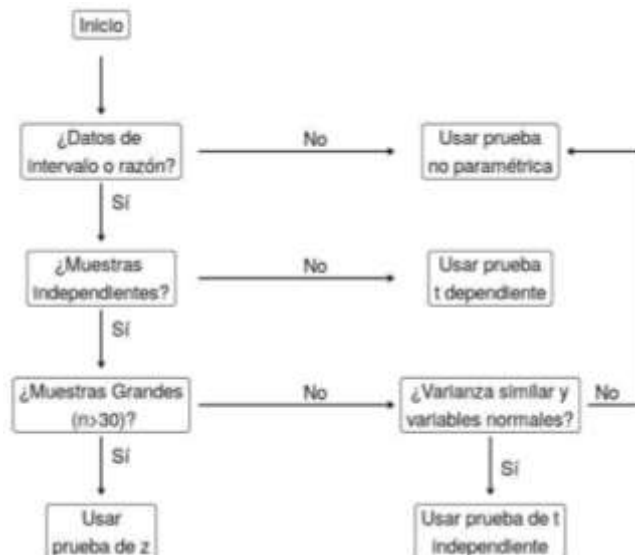 Inicio
¿Datos de
intervalo o razón?
No
Usar prueba
no paramétrica
Sí
¿Muestras
independientes?
No
Usar prueba
t dependiente
Sí
¿Muestras Grandes
(n>30)?
No
¿Varianza similar y
variables normales?
No
Sí
Sí
Usar
prueba de z
Usar prueba de t
independiente